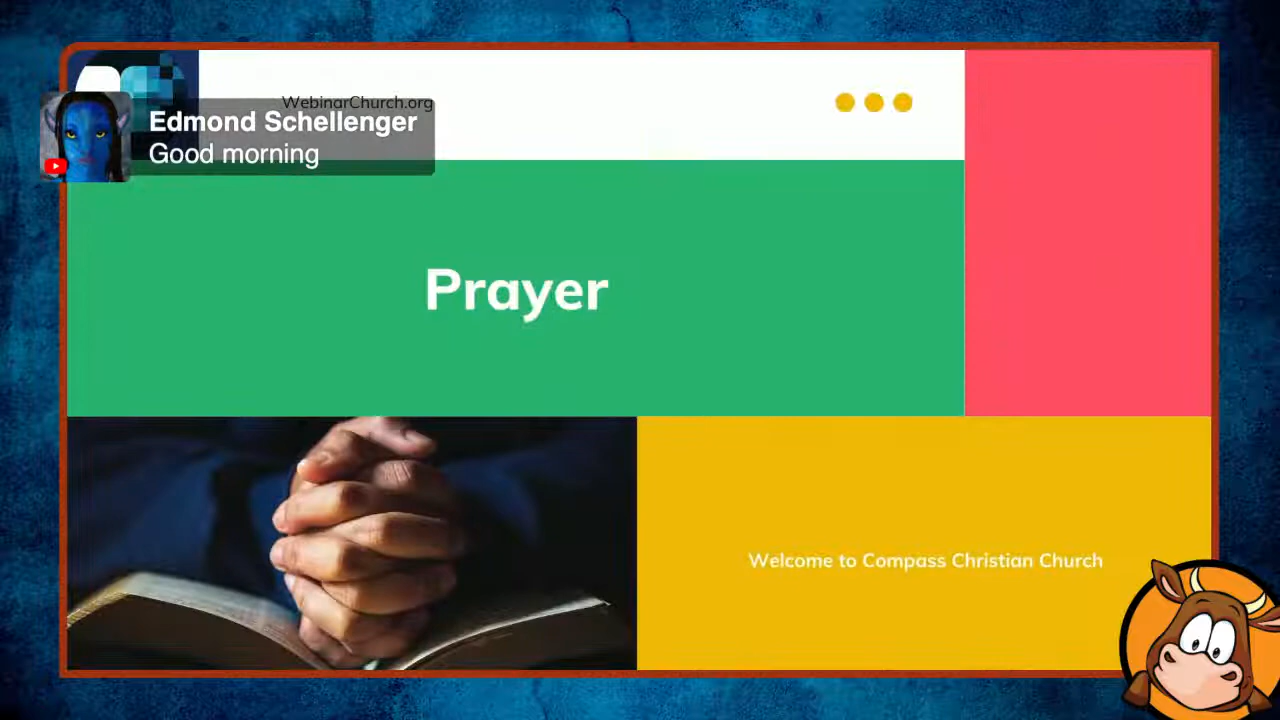 WebinarChurch.org
Edmond Schellenger
Good morning
Prayer
Welcome to Compass Christian Church